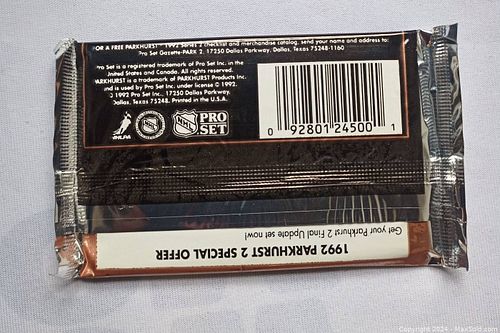 OR A FREE PARKHURST™ 1992 Series 2 checklist and merchandise catalog, send your name and address to:
Pro Set Gazette-PARK 2, 17250 Dallas Parkway, Dallas, Texas 75248-1160
Pro Set is a registered trademark of Pro Set Inc. in the
United States and Canada. All rights reserved.
PARKHURST is a trademark of PARKHURST Products Inc.
and is used by Pro Set Inc. under license © 1992.
© 1992 Pro Set Inc., 17250 Dallas Parkway,
Dallas, Texas 75248. Printed in the U.S.A.
NHLPA
NHL
PRO
SET
0 92801 24500 1
1992 PARKHURST 2 SPECIAL OFFER
Get your Parkhurst 2 Final Update set now!
Copyright 2024 - MaxSold.com